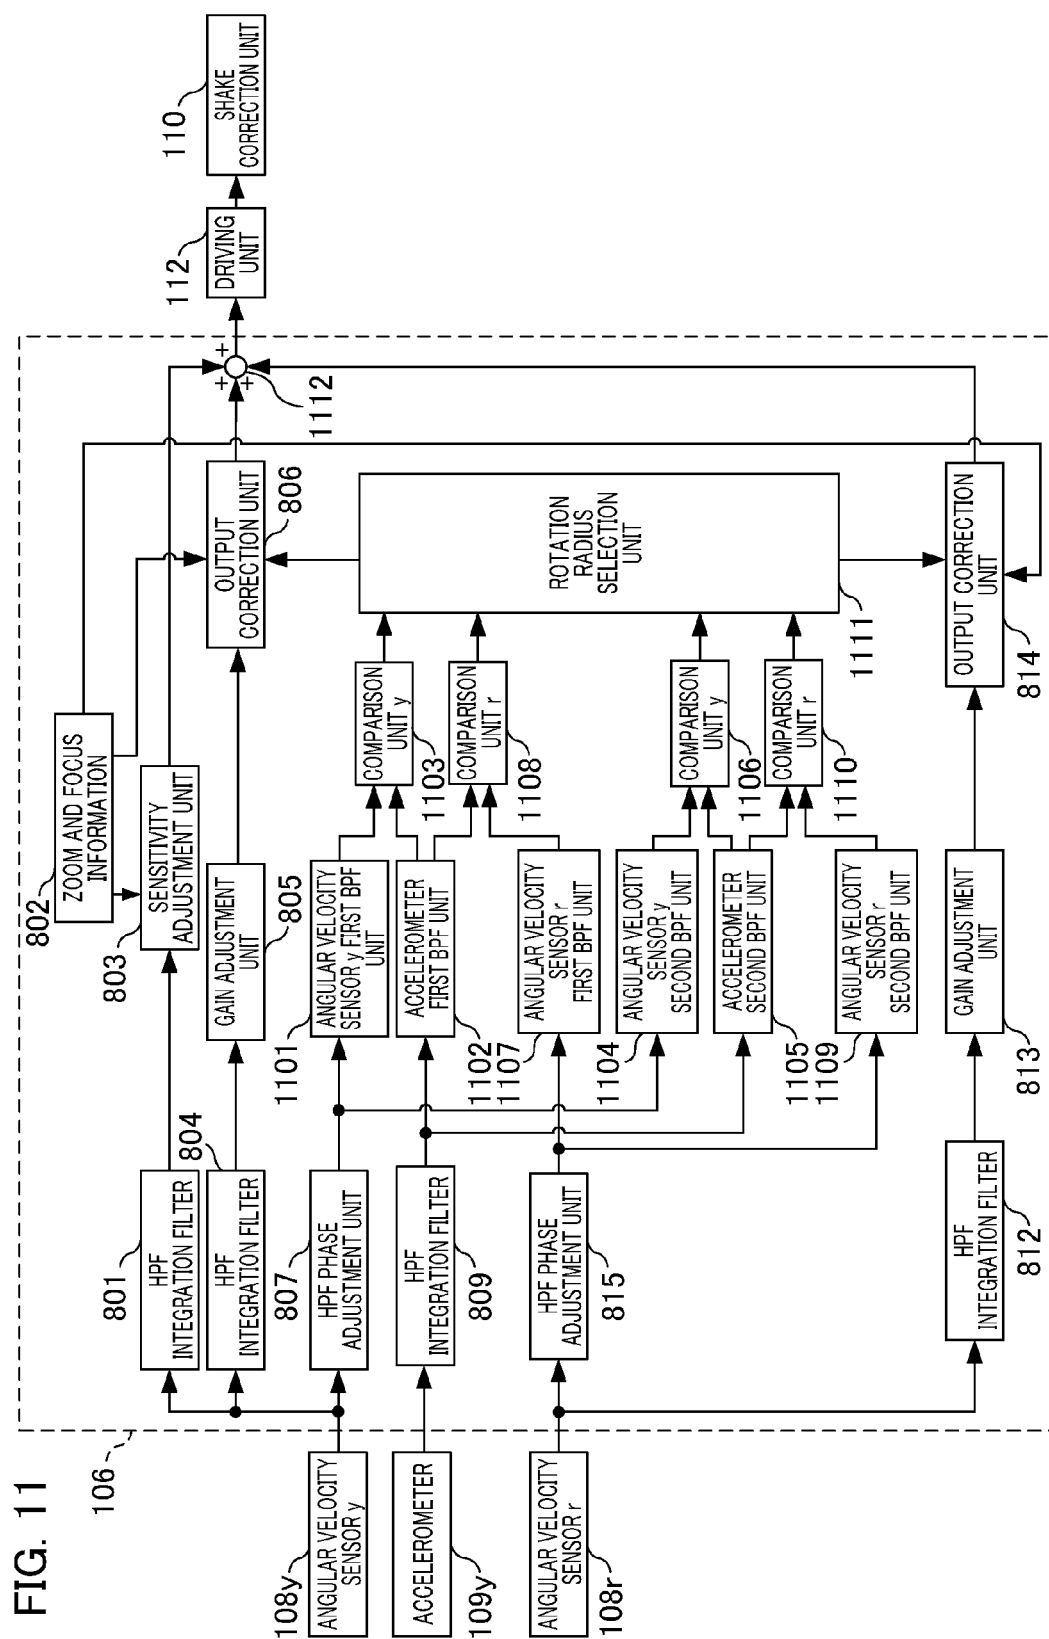 FIG. 11
106
108y
ANGULAR VELOCITY
SENSOR y
109y
ACCELEROMETER
108r
ANGULAR VELOCITY
SENSOR r
801
HPF
INTEGRATION FILTER
804
HPF
INTEGRATION FILTER
807
HPF PHASE
ADJUSTMENT UNIT
809
HPF
INTEGRATION FILTER
815
HPF PHASE
ADJUSTMENT UNIT
812
HPF
INTEGRATION FILTER
802
ZOOM AND FOCUS
INFORMATION
803
SENSITIVITY
ADJUSTMENT UNIT
805
GAIN ADJUSTMENT
UNIT
1101
ANGULAR VELOCITY
SENSOR y FIRST BPF
UNIT
1102
ACCELEROMETER
FIRST BPF UNIT
1107
ANGULAR VELOCITY
SENSOR r
FIRST BPF UNIT
1104
ANGULAR VELOCITY
SENSOR y
SECOND BPF UNIT
1105
ACCELEROMETER
SECOND BPF UNIT
1109
ANGULAR VELOCITY
SENSOR r
SECOND BPF UNIT
813
GAIN ADJUSTMENT
UNIT
1103
COMPARISON
UNIT y
1108
COMPARISON
UNIT r
1106
COMPARISON
UNIT y
1110
COMPARISON
UNIT r
806
OUTPUT
CORRECTION UNIT
1111
ROTATION
RADIUS
SELECTION
UNIT
814
OUTPUT CORRECTION
UNIT
+
+
+
1112
112
DRIVING
UNIT
110
SHAKE
CORRECTION UNIT